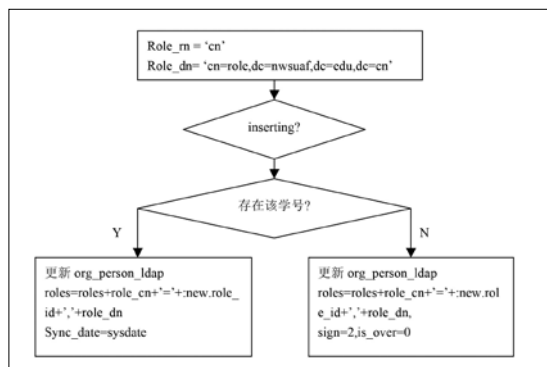 Role_rn = ‘cn’
Role_dn= ‘cn=role,dc=nwsuaf,dc=edu,dc=cn’
inserting?
存在该学号?
Y
N
更新 org_person_ldap
roles=roles+role_cn+’=’+:new.role_
id+’,’+role_dn
Sync_date=sysdate
更新 org_person_ldap
roles=roles+role_cn+’=’+:new.rol
e_id+’,’+role_dn,
sign=2,is_over=0